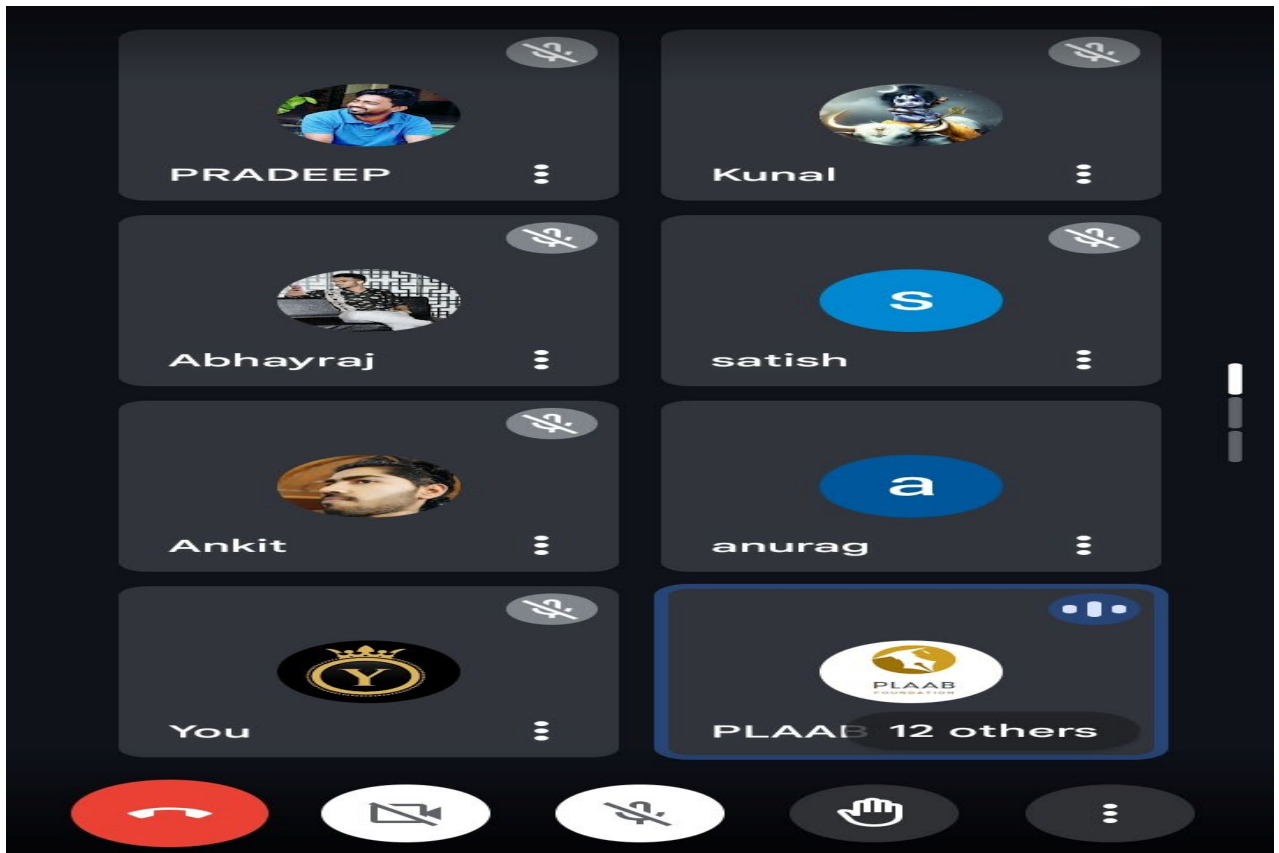 PRADEEP
Kunal
Abhayraj
s
satish
Ankit
a
anurag
Y
You
PLAAB
FOUNDATION
PLAAB
12 others